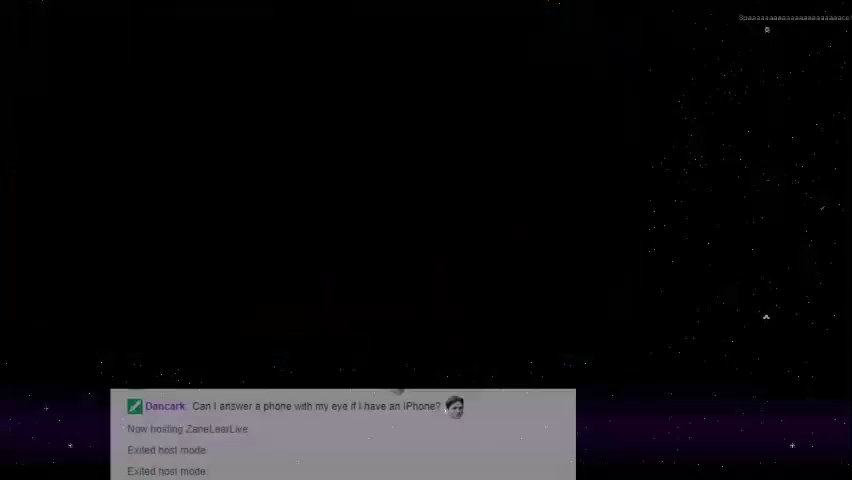 Dancark: Can I answer a phone with my eye if I have an iPhone?
Now hosting ZaneLeerLive.
Exited host mode.
Exited host mode.